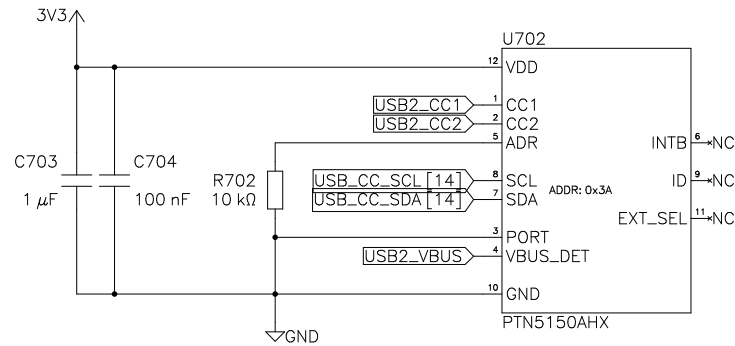 3V3
U702
12 VDD
USB2_CC1 1 CC1
USB2_CC2 2 CC2
5 ADR
INTB 6 NC
C703
1 µF
C704
100 nF
R702
10 kΩ
USB_CC_SCL [14] 8 SCL
ID 9 NC
ADDR: 0x3A
USB_CC_SDA [14] 7 SDA
EXT_SEL 11 NC
3 PORT
USB2_VBUS 4 VBUS_DET
10 GND
PTN5150AHX
GND